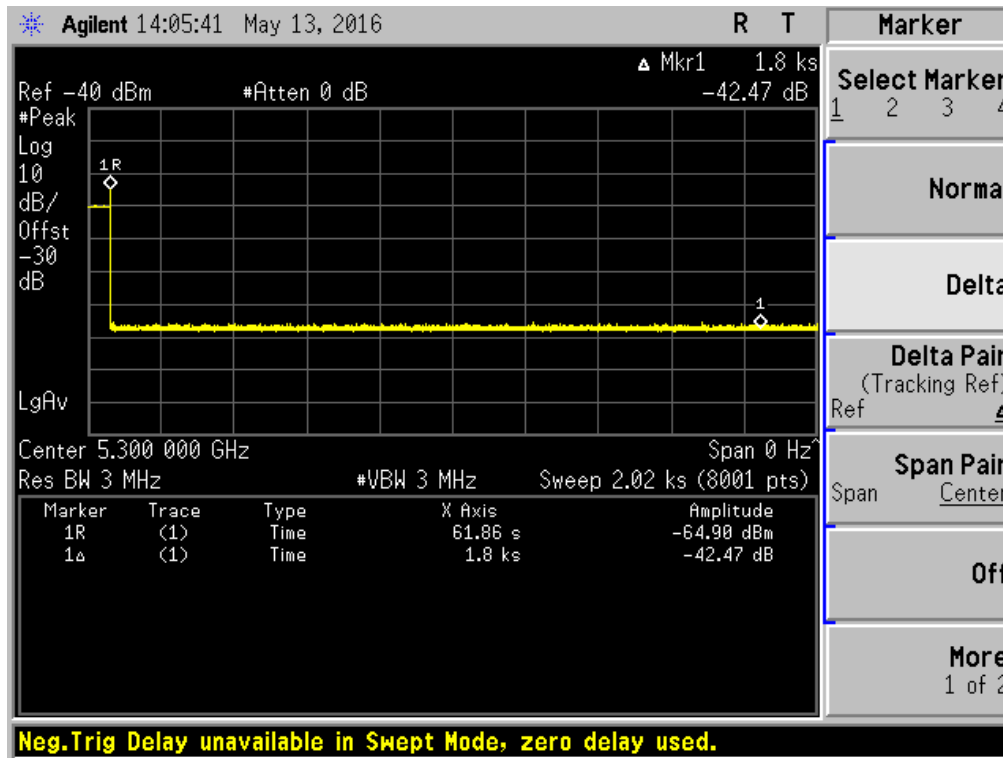 Agilent 14:05:41 May 13, 2016 R T
Marker
Δ Mkr1 1.8 ks
Ref -40 dBm #Atten 0 dB -42.47 dB
#Peak
Log
10
dB/
Offst
-30
dB
LgAv
1R
1
Center 5.300 000 GHz Span 0 Hz^
Res BW 3 MHz #VBW 3 MHz Sweep 2.02 ks (8001 pts)
Marker Trace Type X Axis Amplitude
1R (1) Time 61.86 s -64.90 dBm
1Δ (1) Time 1.8 ks -42.47 dB
Select Marker
1 2 3 4
Norma
Delta
Delta Pair
(Tracking Ref)
Ref Δ
Span Pair
Span Center
Off
More
1 of 2
Neg.Trig Delay unavailable in Swept Mode, zero delay used.